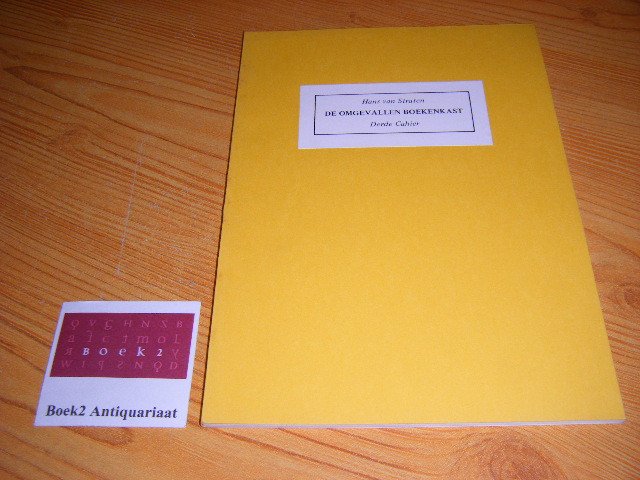 Hans van Straten
DE OMGEVALLEN BOEKENKAST
Derde Cahier
BOEK2
Boek2 Antiquariaat